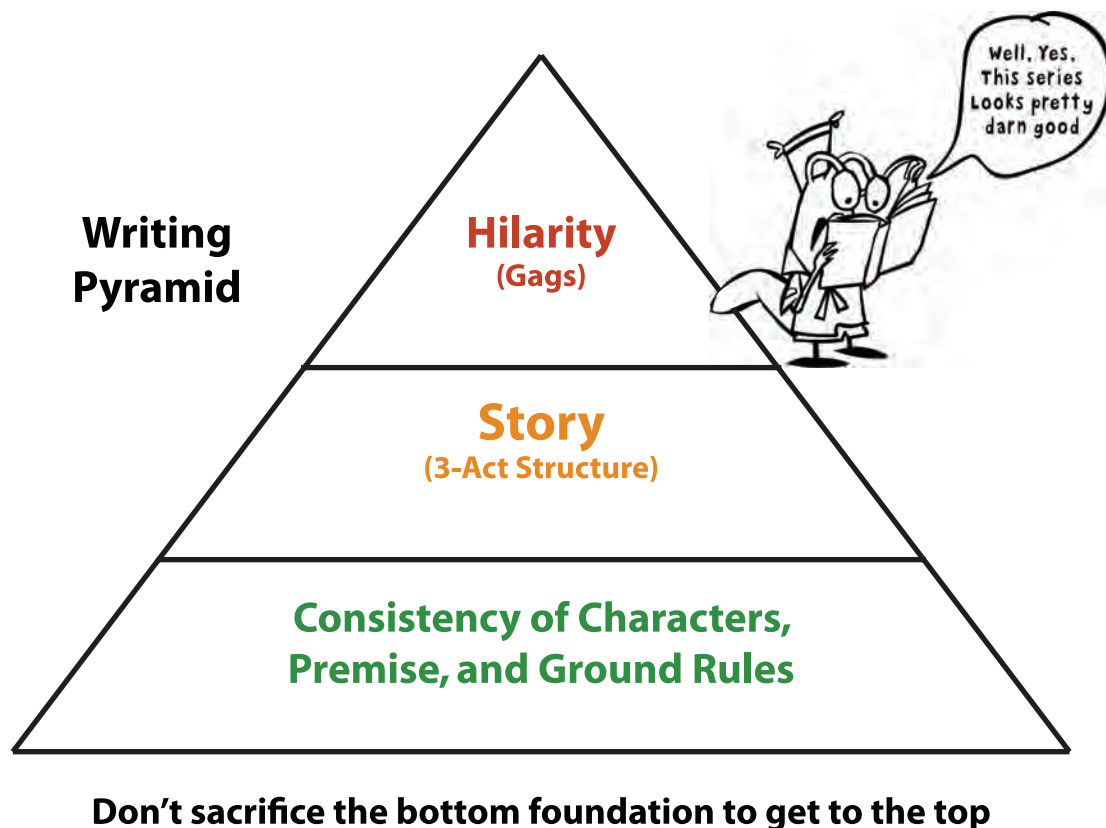 Well, Yes,
This series
Looks pretty
darn good
Writing
Pyramid
Hilarity
(Gags)
Story
(3-Act Structure)
Consistency of Characters,
Premise, and Ground Rules
Don't sacrifice the bottom foundation to get to the top